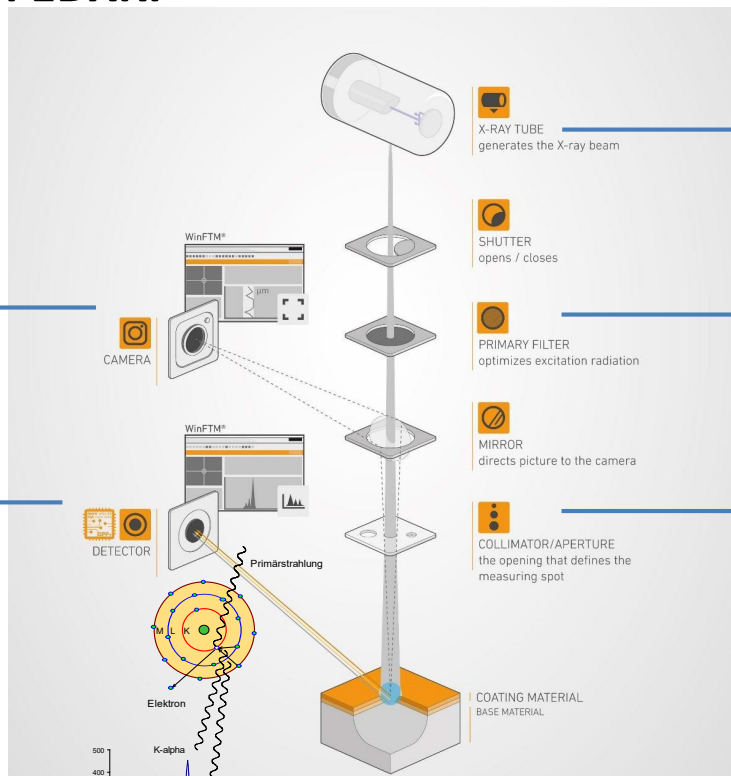 X-RAY TUBE
generates the X-ray beam
SHUTTER
opens / closes
WinFTM®
µm
CAMERA
PRIMARY FILTER
optimizes excitation radiation
MIRROR
directs picture to the camera
WinFTM®
DPP+
DETECTOR
COLLIMATOR/APERTURE
the opening that defines the
measuring spot
Primärstrahlung
M L K
Elektron
COATING MATERIAL
BASE MATERIAL
K-alpha
500
400